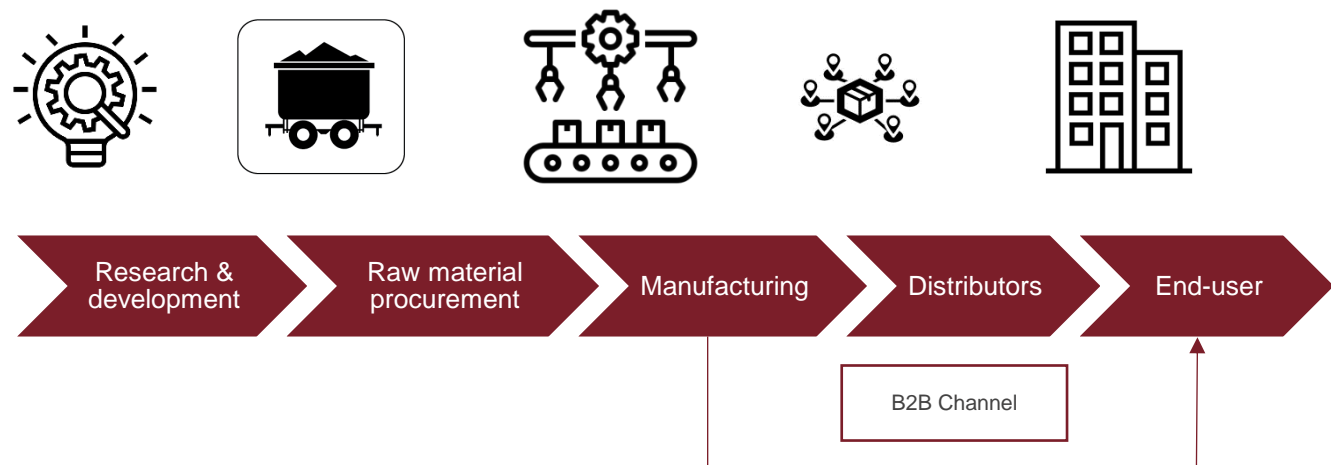 Research &
development
Raw material
procurement
Manufacturing
Distributors
End-user
B2B Channel